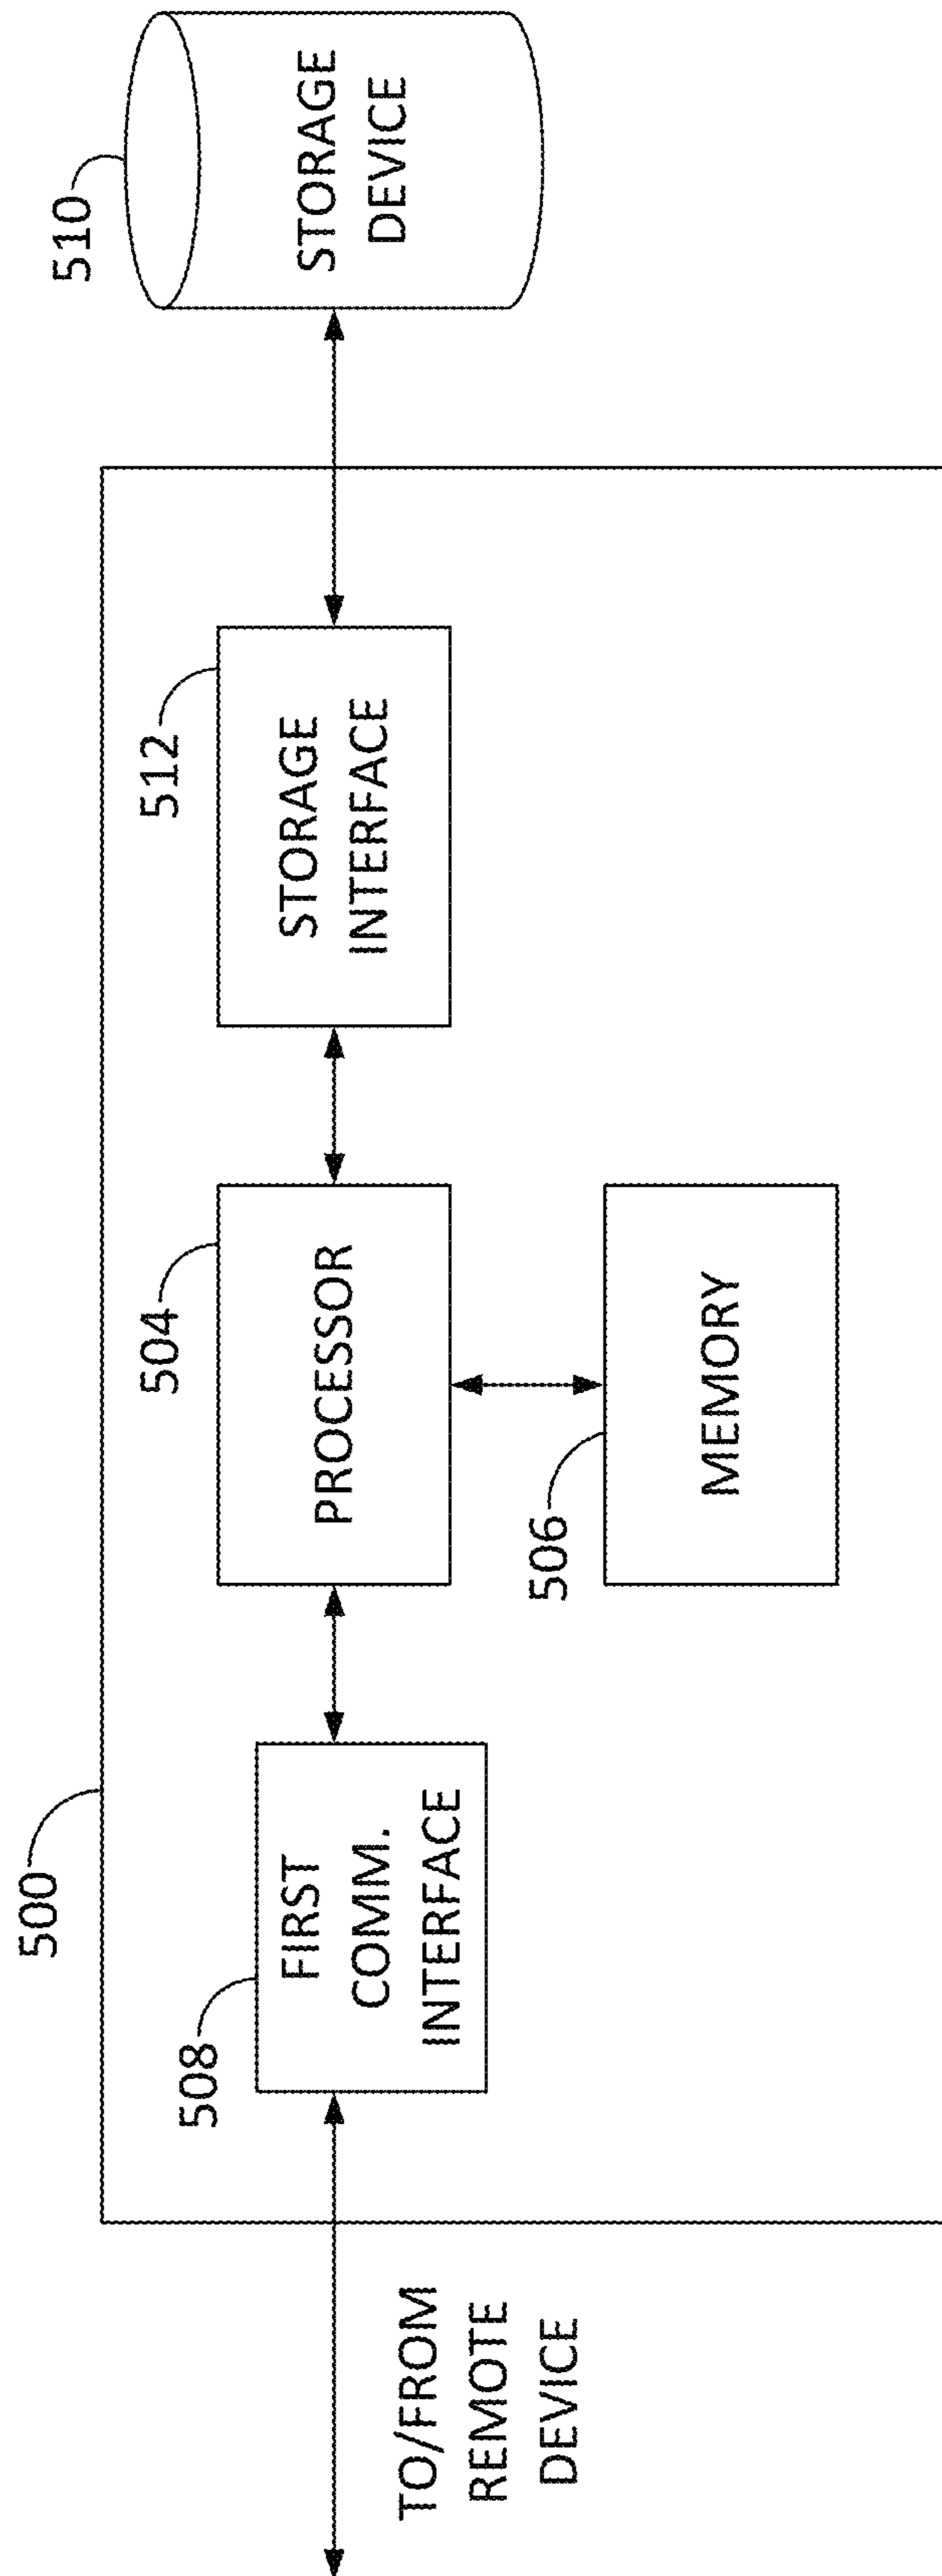 500
510
512
504
508
506
STORAGE
DEVICE
STORAGE
INTERFACE
PROCESSOR
FIRST
COMM.
INTERFACE
MEMORY
TO/FROM
REMOTE
DEVICE